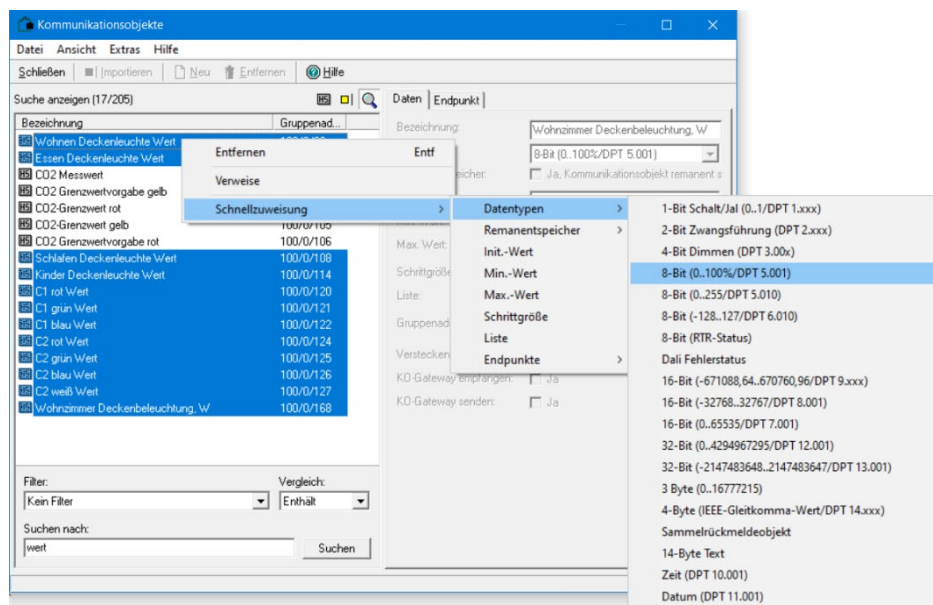 Kommunikationsobjekte
Datei Ansicht Extras Hilfe
Schließen Importieren Neu Entfernen Hilfe
Suche anzeigen (17/205)
Daten Endpunkt
Bezeichnung Gruppenad...
Wohnen Deckenleuchte Wert
Essen Deckenleuchte Wert
CO2 Messwert
CO2 Grenzwertvorgabe gelb
CO2-Grenzwert rot
CO2-Grenzwert gelb 100/0/105
CO2 Grenzwertvorgabe rot 100/0/106
Schlafen Deckenleuchte Wert 100/0/108
Kinder Deckenleuchte Wert 100/0/114
C1 rot Wert 100/0/120
C1 grün Wert 100/0/121
C1 blau Wert 100/0/122
C2 rot Wert 100/0/124
C2 grün Wert 100/0/125
C2 blau Wert 100/0/126
C2 weiß Wert 100/0/127
Wohnzimmer Deckenbeleuchtung, W 100/0/168
Filter: Vergleich:
Kein Filter Enthält
Suchen nach:
wert Suchen
Entfernen Entf
Verweise
Schnellzuweisung
Bezeichnung: Wohnzimmer Deckenbeleuchtung, W
8-Bit (0..100%/DPT 5.001)
eicher: Ja, Kommunikationsobjekt remanent s
Max. Wert:
Schrittgröße
Liste:
Gruppenad
Verstecken
KO-Gateway empfangen: Ja
KO-Gateway senden: Ja
Datentypen
Remanentspeicher
Init.-Wert
Min.-Wert
Max.-Wert
Schrittgröße
Liste
Endpunkte
1-Bit Schalt/Jal (0..1/DPT 1.xxx)
2-Bit Zwangsführung (DPT 2.xxx)
4-Bit Dimmen (DPT 3.00x)
8-Bit (0..100%/DPT 5.001)
8-Bit (0..255/DPT 5.010)
8-Bit (-128..127/DPT 6.010)
8-Bit (RTR-Status)
Dali Fehlerstatus
16-Bit (-671088,64..670760,96/DPT 9.xxx)
16-Bit (-32768..32767/DPT 8.001)
16-Bit (0..65535/DPT 7.001)
32-Bit (0..4294967295/DPT 12.001)
32-Bit (-2147483648..2147483647/DPT 13.001)
3 Byte (0..16777215)
4-Byte (IEEE-Gleitkomma-Wert/DPT 14.xxx)
Sammelrückmeldeobjekt
14-Byte Text
Zeit (DPT 10.001)
Datum (DPT 11.001)